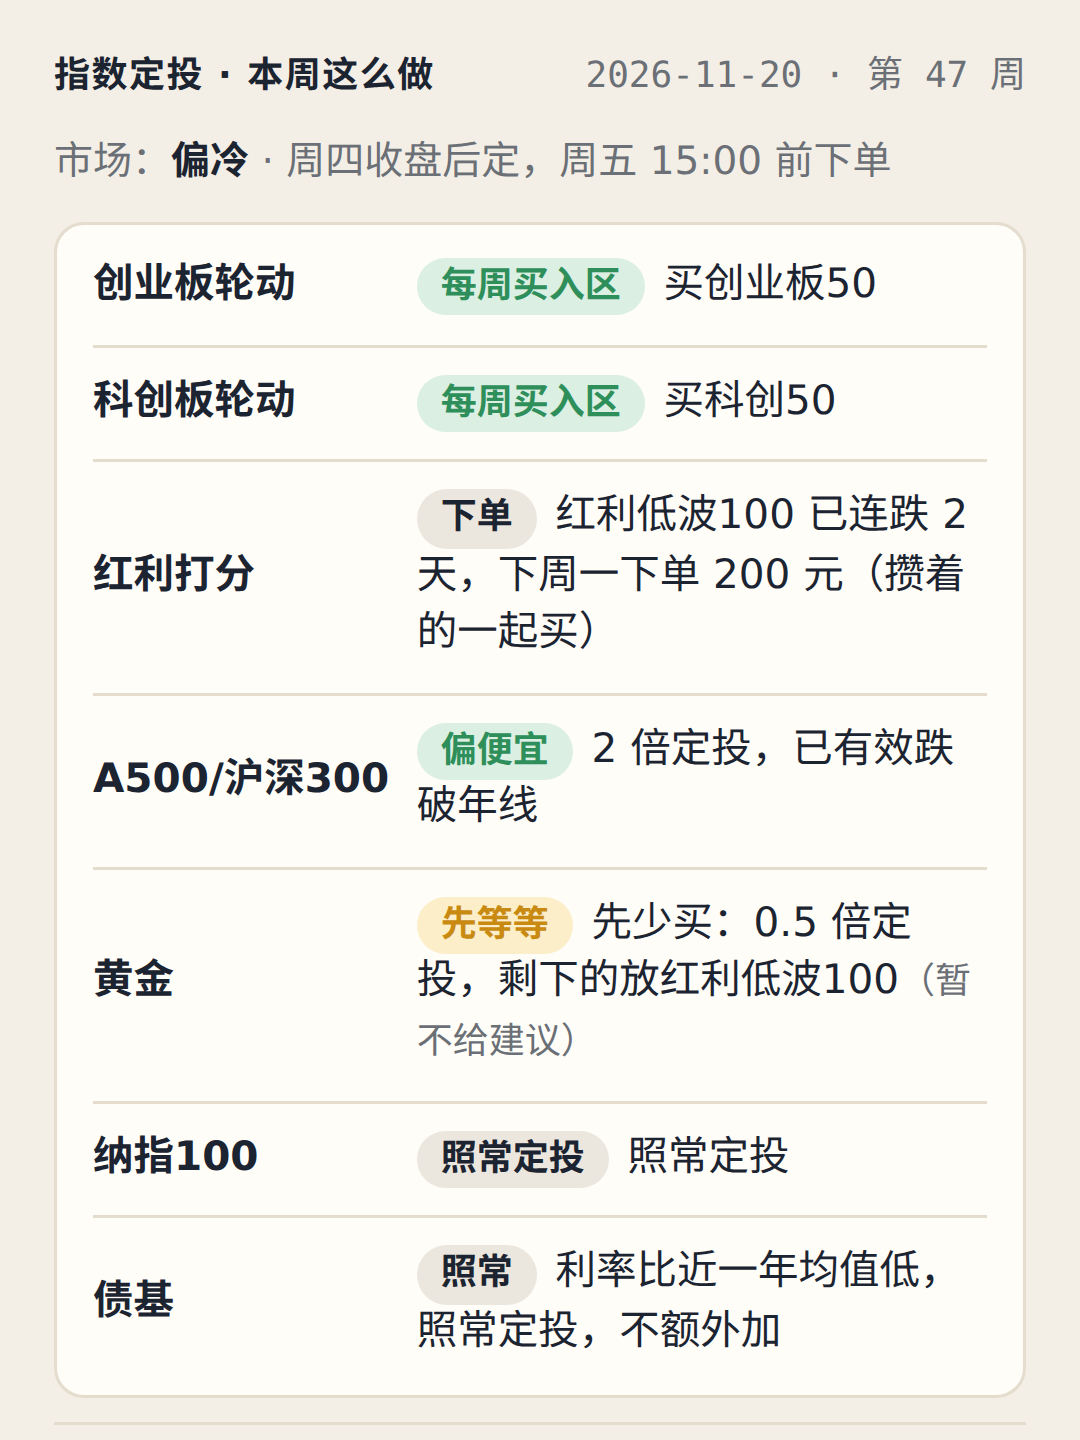 指数定投 · 本周这么做
2026-11-20 · 第 47 周
市场：偏冷 · 周四收盘后定，周五 15:00 前下单
创业板轮动
每周买入区 买创业板50
科创板轮动
每周买入区 买科创50
红利打分
下单 红利低波100 已连跌 2
天，下周一下单 200 元（攒着
的一起买）
A500/沪深300
偏便宜 2 倍定投，已有效跌
破年线
黄金
先等等 先少买：0.5 倍定
投，剩下的放红利低波100（暂
不给建议）
纳指100
照常定投 照常定投
债基
照常 利率比近一年均值低，
照常定投，不额外加